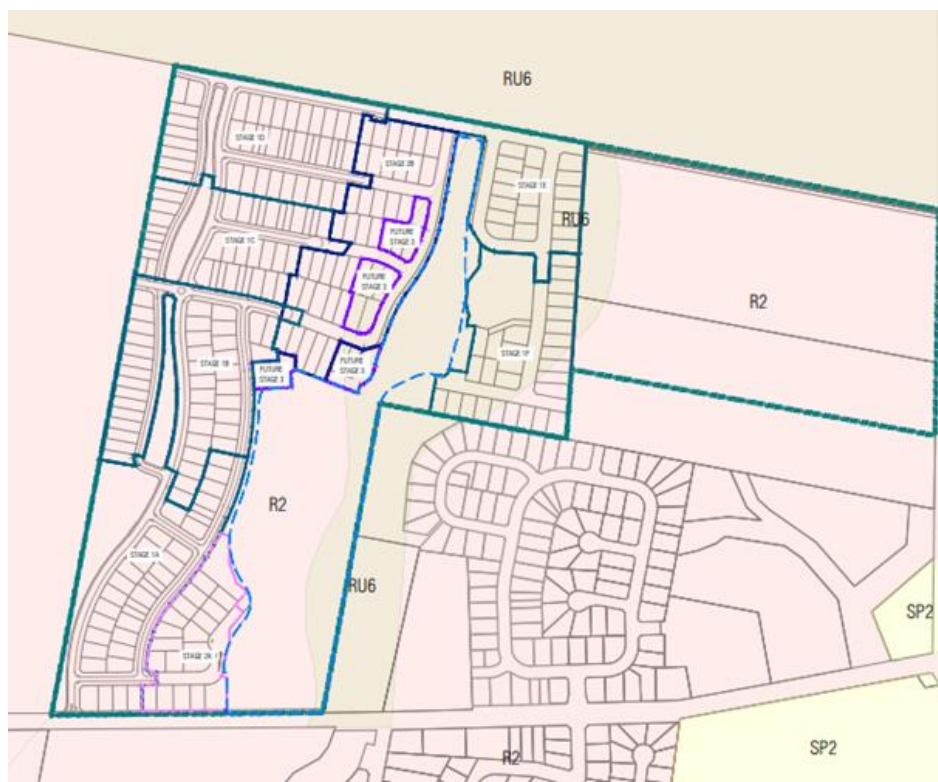 RU6
STAGE 1D
STAGE 2B
STAGE 1E
RU6
FUTURE
STAGE 3
STAGE 1C
FUTURE
STAGE 3
R2
STAGE 1F
STAGE 1B
FUTURE
STAGE 3
FUTURE
STAGE 3
R2
STAGE 1A
RU6
SP2
STAGE 2A
SP2
R2